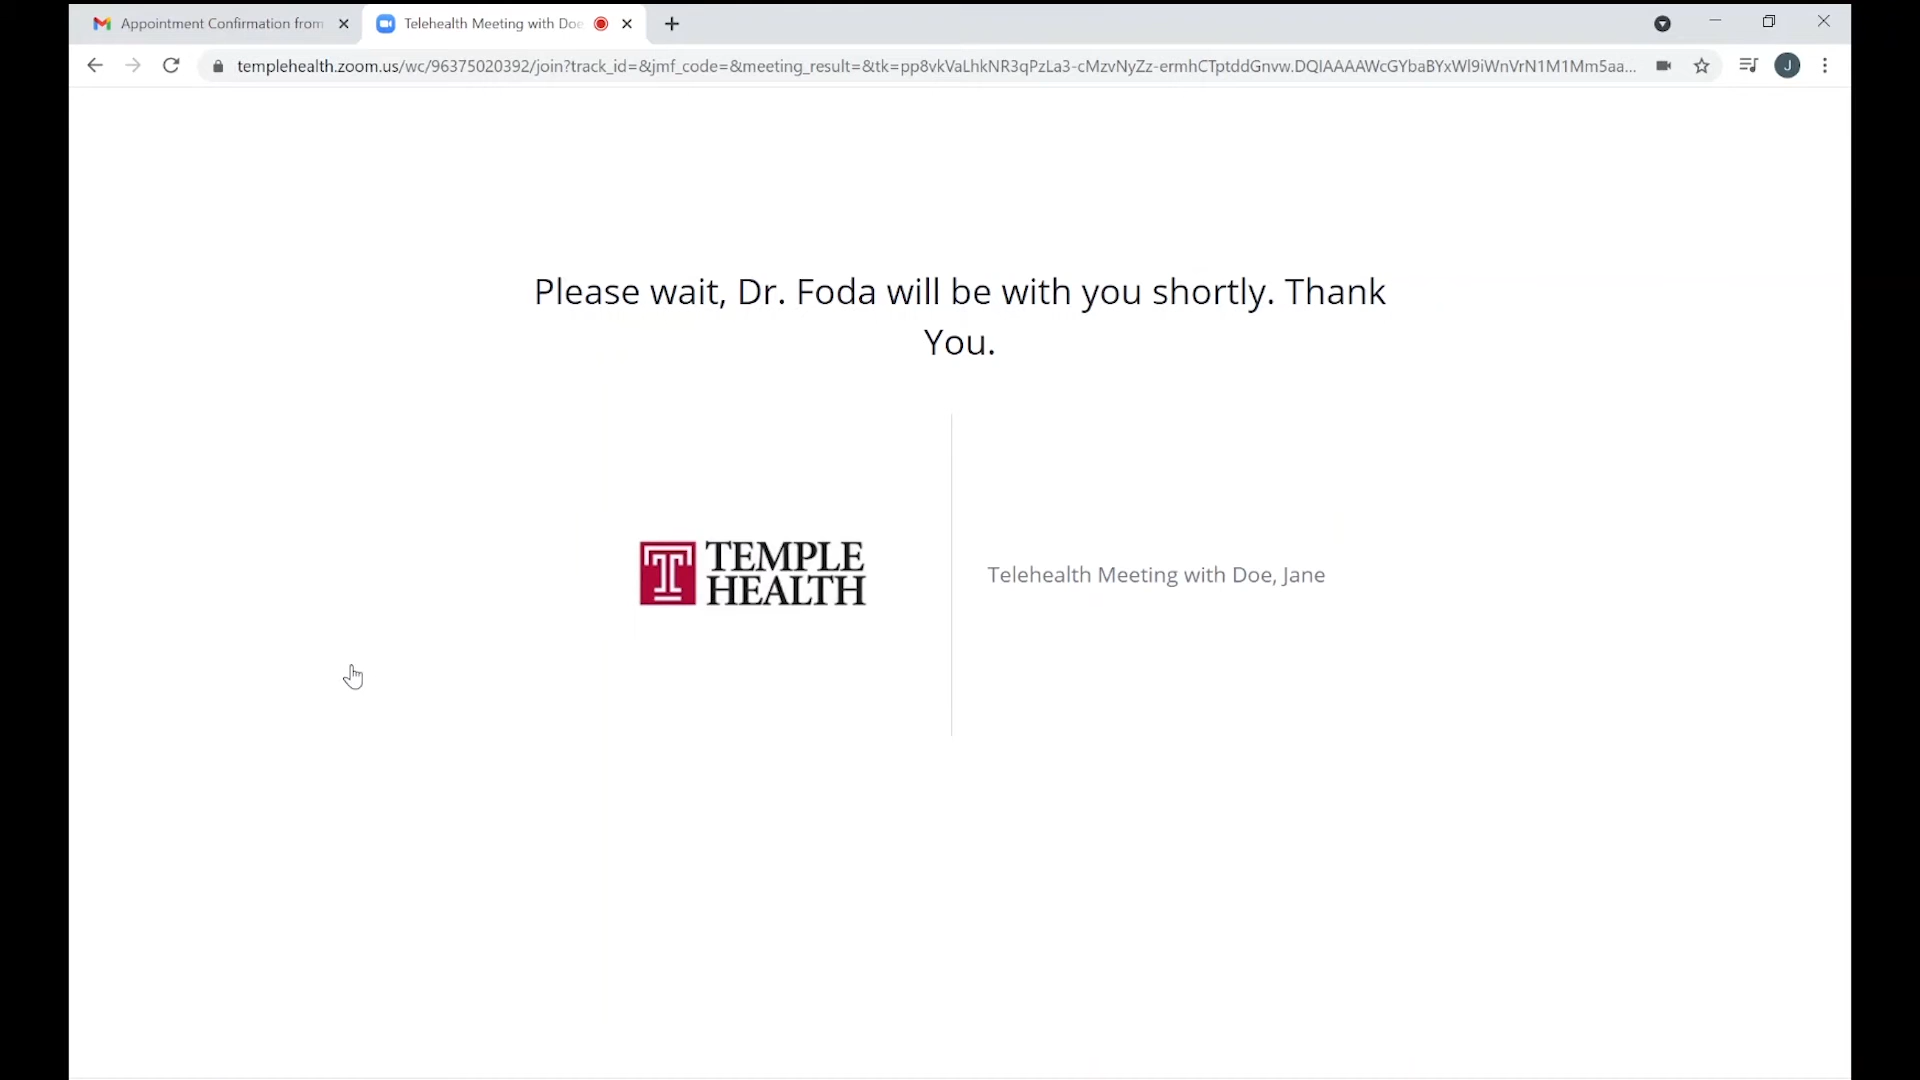 Appointment Confirmation from
Telehealth Meeting with Doe
templehealth.zoom.us/wc/96375020392/join?track_id=&jmf_code=&meeting_result=&tk=pp8vkVaLhkNR3qPzLa3-cMzvNyZz-ermhCTptddGnvw.DQIAAAAWcGYbaBYxWl9iWnVrN1M1Mm5aa...
J
Please wait, Dr. Foda will be with you shortly. Thank
You.
TEMPLE
HEALTH
Telehealth Meeting with Doe, Jane